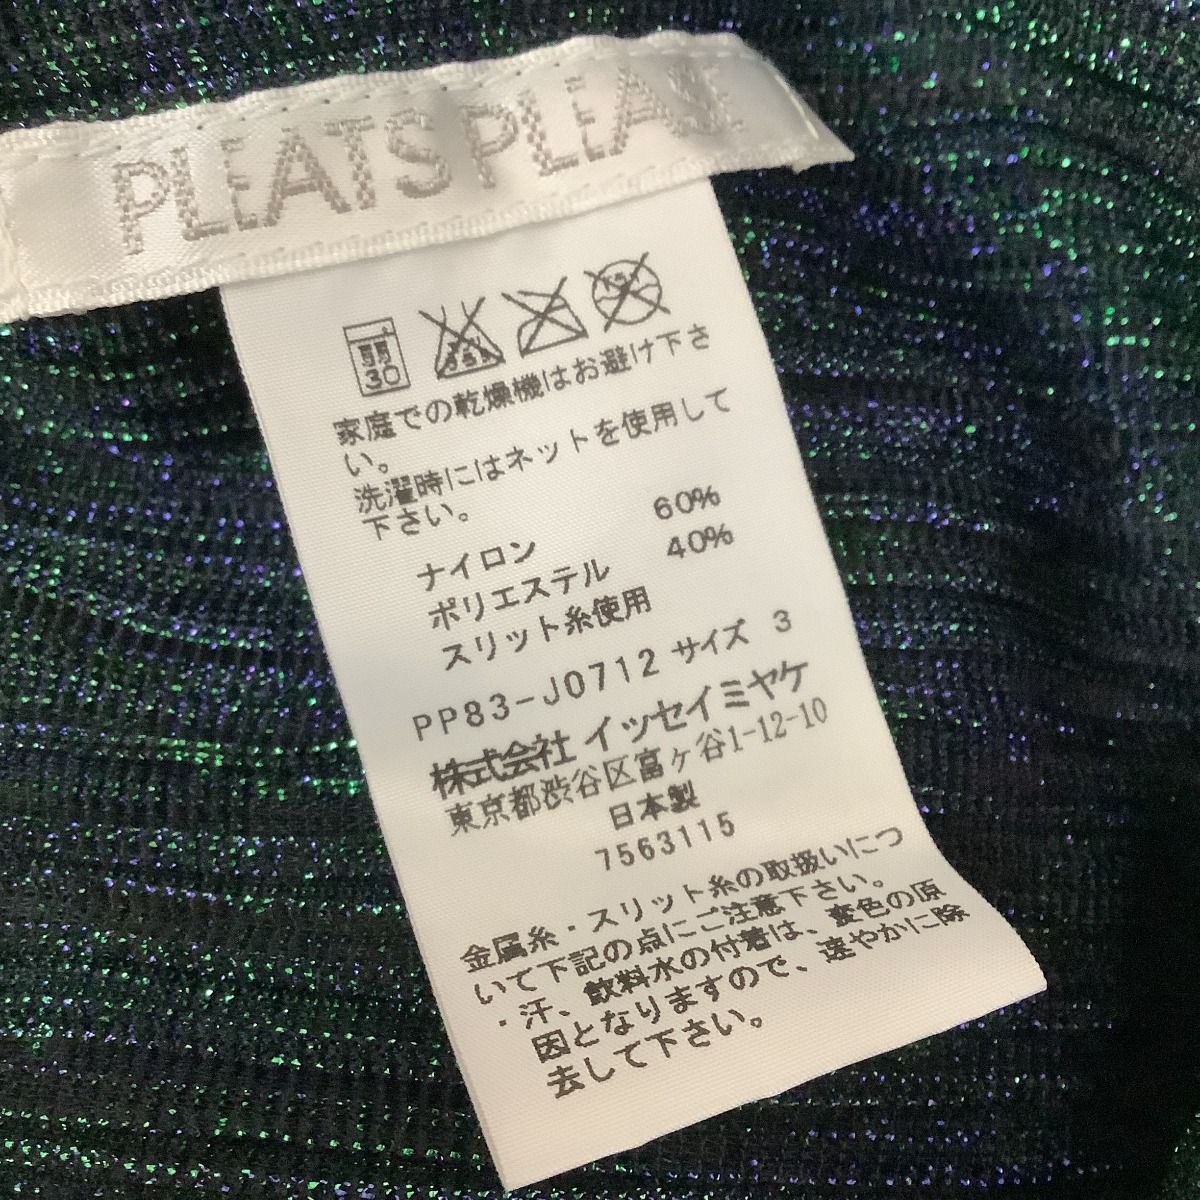 PLEATS PLEASE
弱
30
家庭での乾燥機はお避け下さ
い。
洗濯時にはネットを使用して
下さい。
ナイロン 60%
ポリエステル 40%
スリット糸使用
PP83-J0712 サイズ 3
株式会社 イッセイミヤケ
東京都渋谷区富ヶ谷1-12-10
日本製
7563115
金属糸・スリット糸の取扱いにつ
いて下記の点にご注意下さい。
・汗、飲料水の付着は、変色の原
因となりますので、速やかに除
去して下さい。